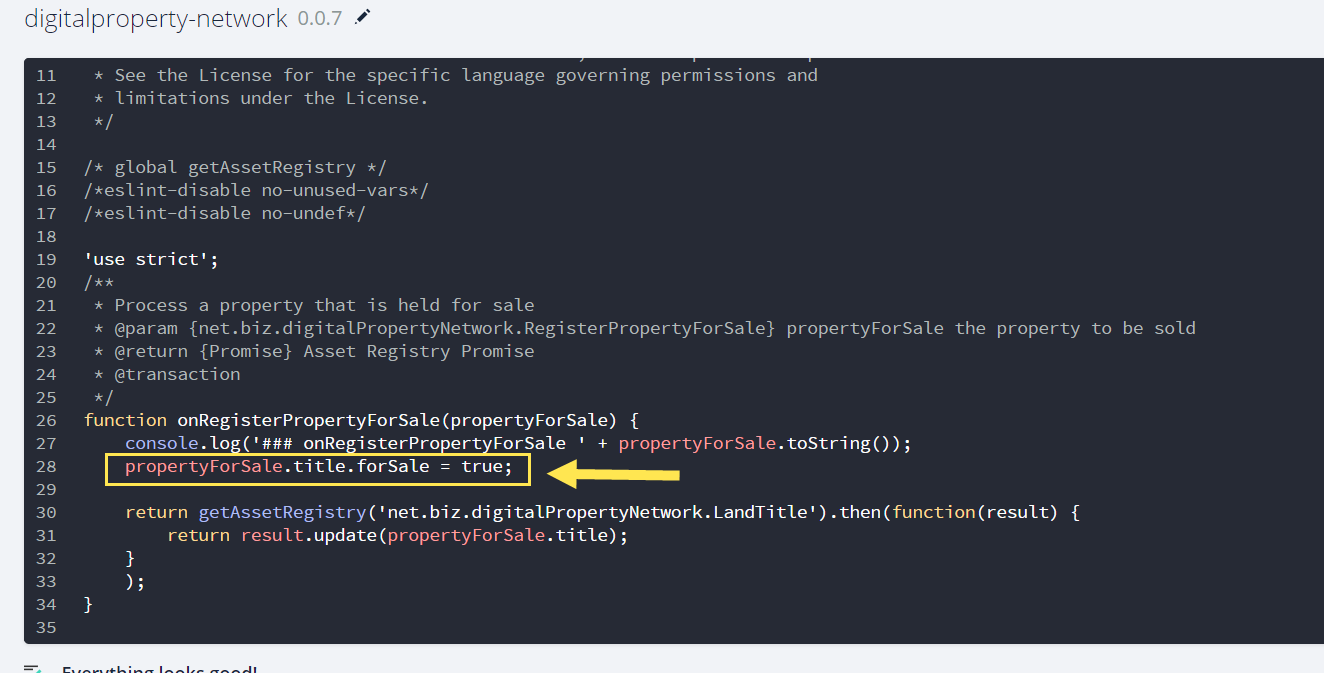 digitalproperty-network 0.0.7
11 * See the License for the specific language governing permissions and
12 * limitations under the License.
13 */
14
15 /* global getAssetRegistry */
16 /*eslint-disable no-unused-vars*/
17 /*eslint-disable no-undef*/
18
19 'use strict';
20 /**
21 * Process a property that is held for sale
22 * @param {net.biz.digitalPropertyNetwork.RegisterPropertyForSale} propertyForSale the property to be sold
23 * @return {Promise} Asset Registry Promise
24 * @transaction
25 */
26 function onRegisterPropertyForSale(propertyForSale) {
27 console.log('### onRegisterPropertyForSale ' + propertyForSale.toString());
28 propertyForSale.title.forSale = true;
29
30 return getAssetRegistry('net.biz.digitalPropertyNetwork.LandTitle').then(function(result) {
31 return result.update(propertyForSale.title);
32 }
33 );
34 }
35
Everything looks good!